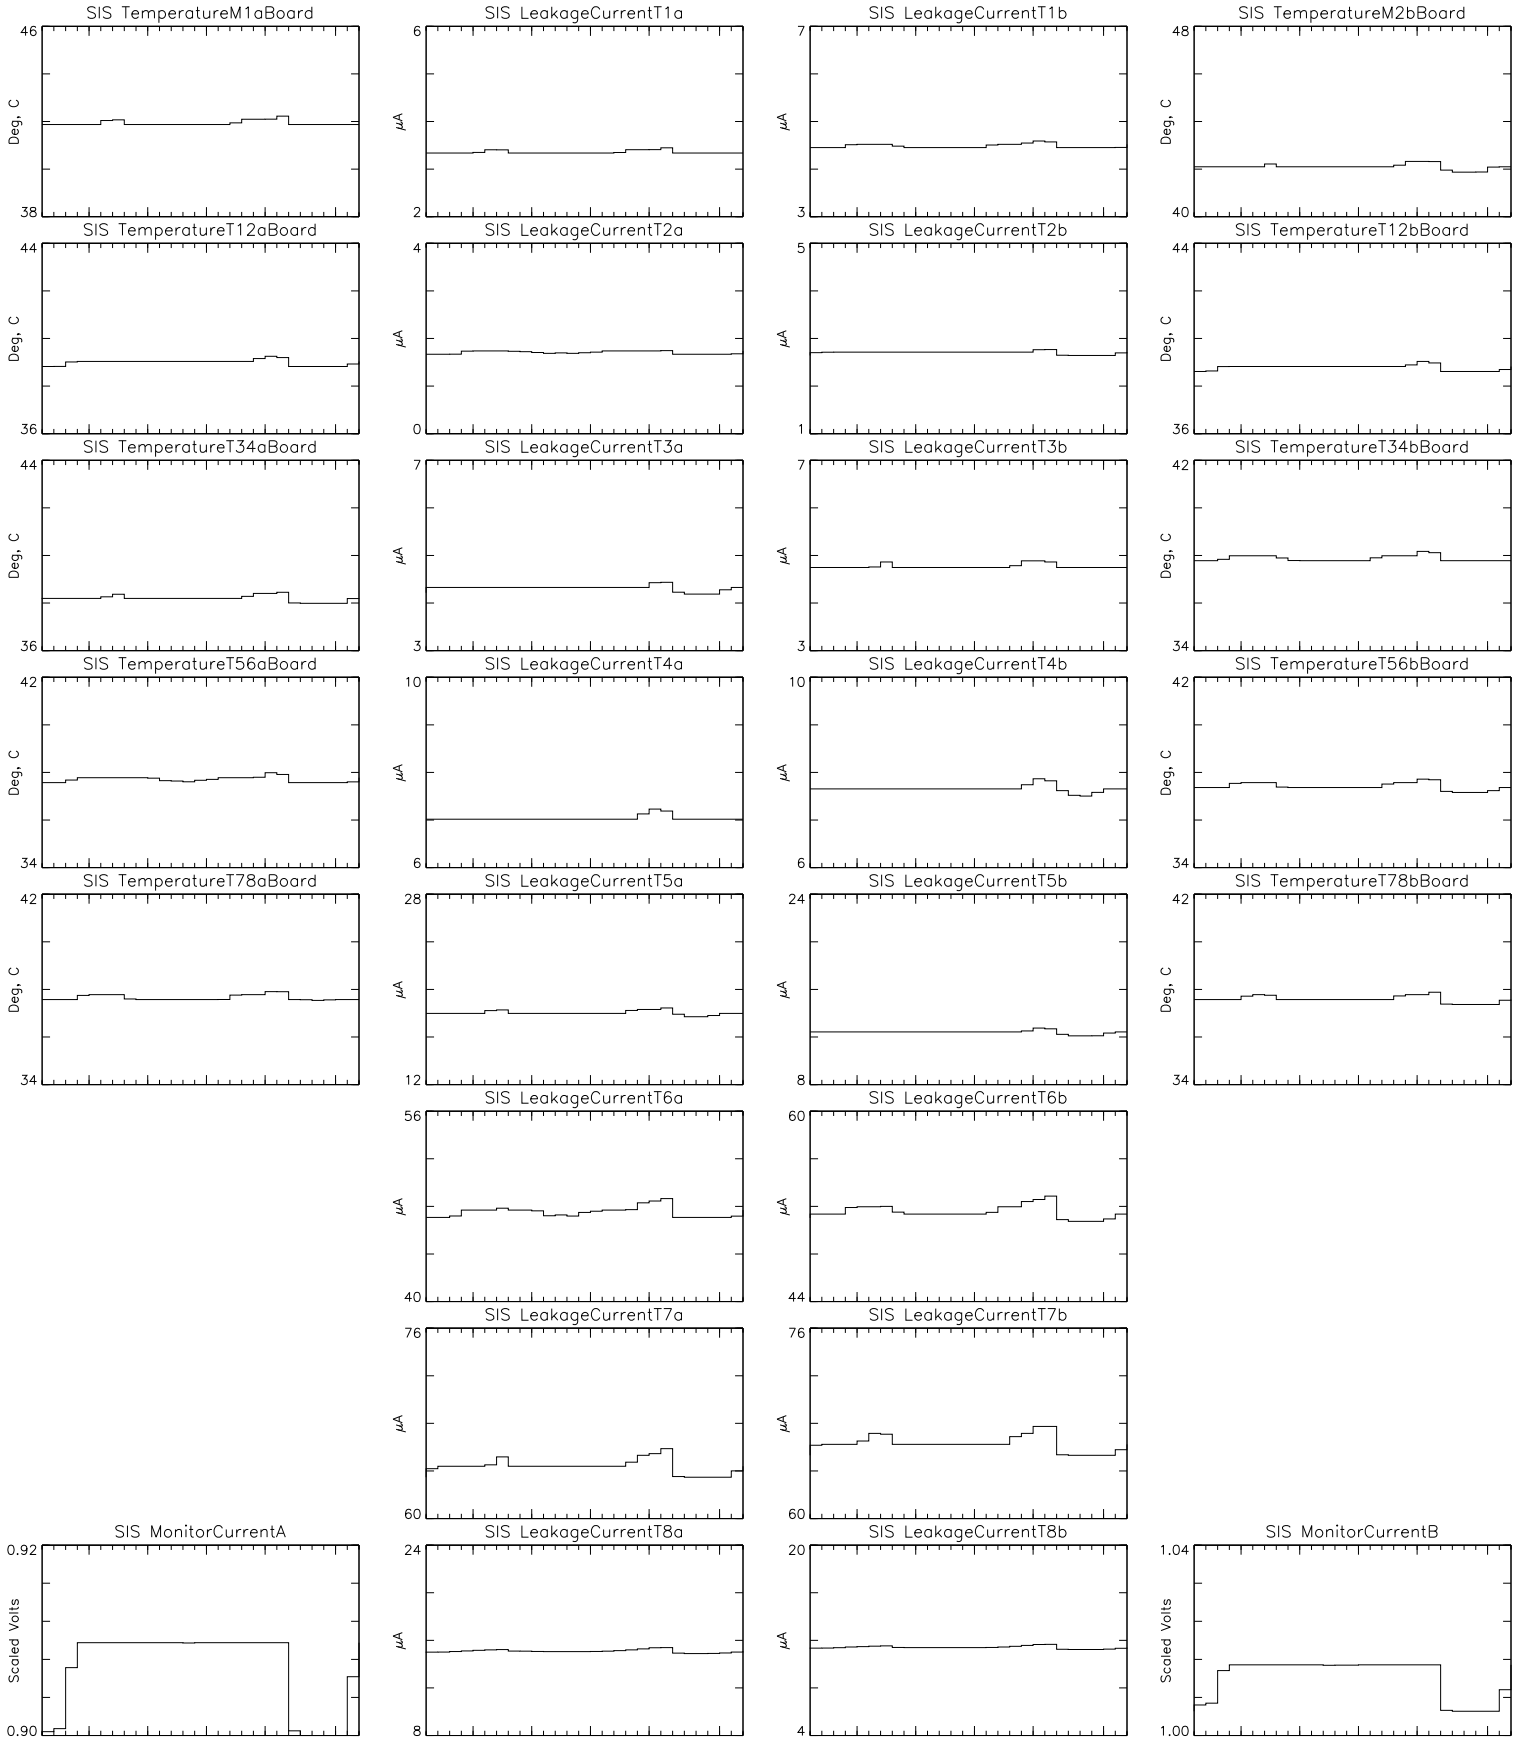 SIS TemperatureM1aBoard
46
Deg, C
38
SIS LeakageCurrentT1a
6
μA
2
SIS LeakageCurrentT1b
7
μA
3
SIS TemperatureM2bBoard
48
Deg, C
40
SIS TemperatureT12aBoard
44
Deg, C
36
SIS LeakageCurrentT2a
4
μA
0
SIS LeakageCurrentT2b
5
μA
1
SIS TemperatureT12bBoard
44
Deg, C
36
SIS TemperatureT34aBoard
44
Deg, C
36
SIS LeakageCurrentT3a
7
μA
3
SIS LeakageCurrentT3b
7
μA
3
SIS TemperatureT34bBoard
42
Deg, C
34
SIS TemperatureT56aBoard
42
Deg, C
34
SIS LeakageCurrentT4a
10
μA
6
SIS LeakageCurrentT4b
10
μA
6
SIS TemperatureT56bBoard
42
Deg, C
34
SIS TemperatureT78aBoard
42
Deg, C
34
SIS LeakageCurrentT5a
28
μA
12
SIS LeakageCurrentT5b
24
μA
8
SIS TemperatureT78bBoard
42
Deg, C
34
SIS LeakageCurrentT6a
56
μA
40
SIS LeakageCurrentT6b
60
μA
44
SIS LeakageCurrentT7a
76
μA
60
SIS LeakageCurrentT7b
76
μA
60
SIS MonitorCurrentA
0.92
Scaled Volts
0.90
SIS LeakageCurrentT8a
24
μA
8
SIS LeakageCurrentT8b
20
μA
4
SIS MonitorCurrentB
1.04
Scaled Volts
1.00